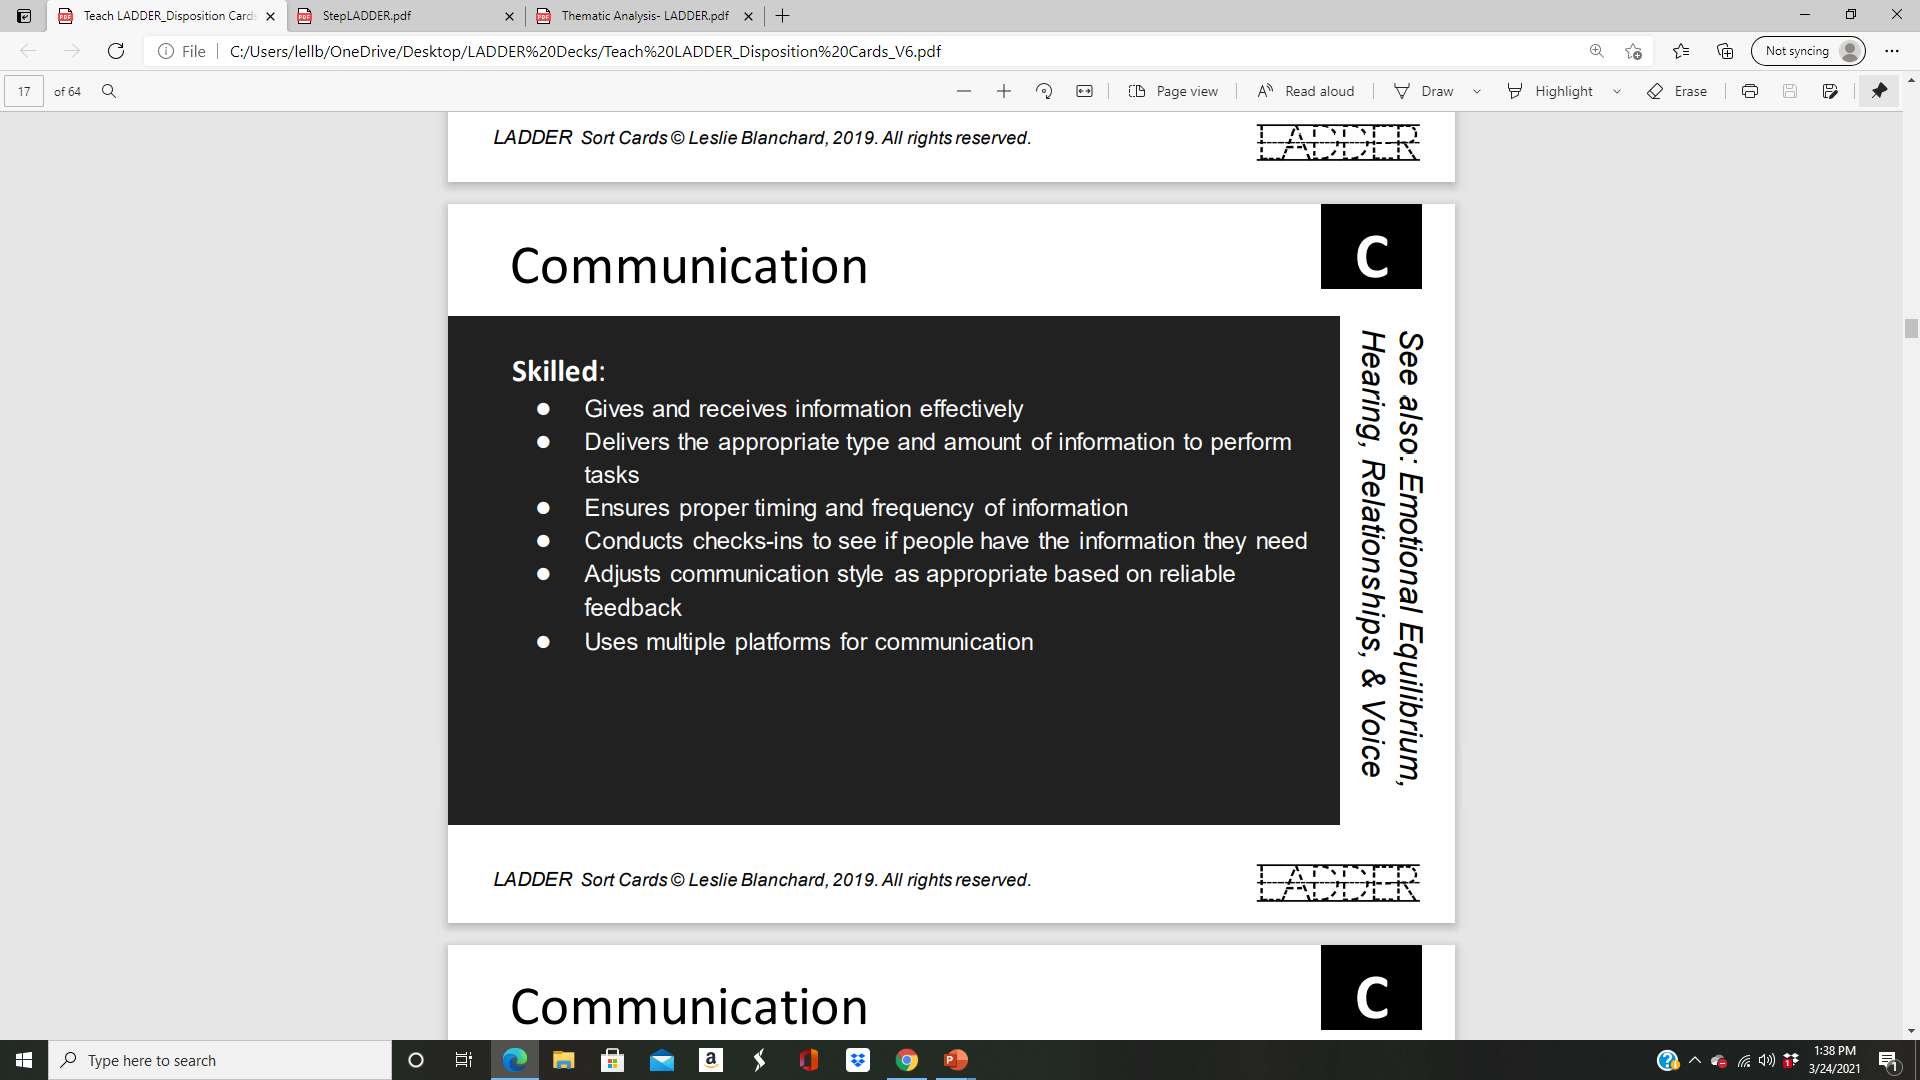 Teach LADDER_Disposition Cards
StepLADDER.pdf
Thematic Analysis- LADDER.pdf
File
C:/Users/lellb/OneDrive/Desktop/LADDER%20Decks/Teach%20LADDER_Disposition%20Cards_V6.pdf
Not syncing
17 of 64
Page view
Read aloud
Draw
Highlight
Erase
LADDER Sort Cards © Leslie Blanchard, 2019. All rights reserved.
LADDER
Communication
C
Skilled:
● Gives and receives information effectively
● Delivers the appropriate type and amount of information to perform
tasks
● Ensures proper timing and frequency of information
● Conducts checks-ins to see if people have the information they need
● Adjusts communication style as appropriate based on reliable
feedback
● Uses multiple platforms for communication
See also: Emotional Equilibrium,
Hearing, Relationships, & Voice
LADDER Sort Cards © Leslie Blanchard, 2019. All rights reserved.
LADDER
Communication
C
Type here to search
1:38 PM
3/24/2021